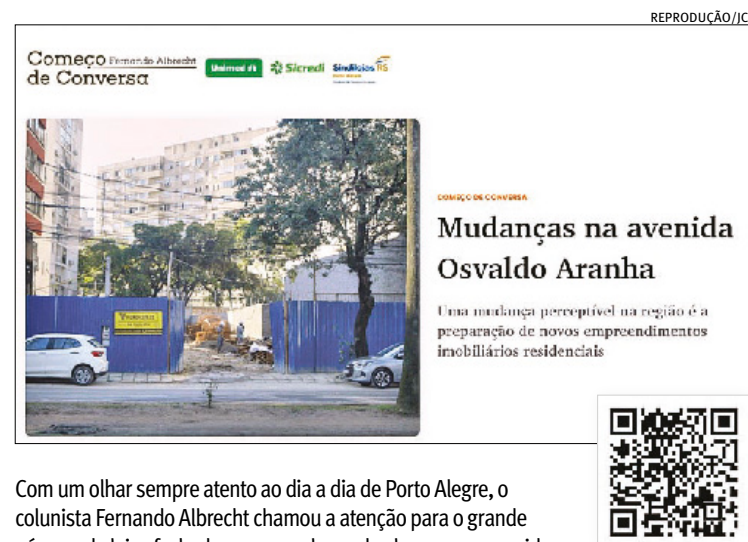 REPRODUÇÃO/JC
Começo Fernando Albrecht
de Conversa
Unimed
Sicredi
Sindilojas RS
COMEÇO DE CONVERSA
Mudanças na avenida
Osvaldo Aranha
Uma mudança perceptível na região é a
preparação de novos empreendimentos
imobiliários residenciais
Com um olhar sempre atento ao dia a dia de Porto Alegre, o
colunista Fernando Albrecht chamou a atenção para o grande